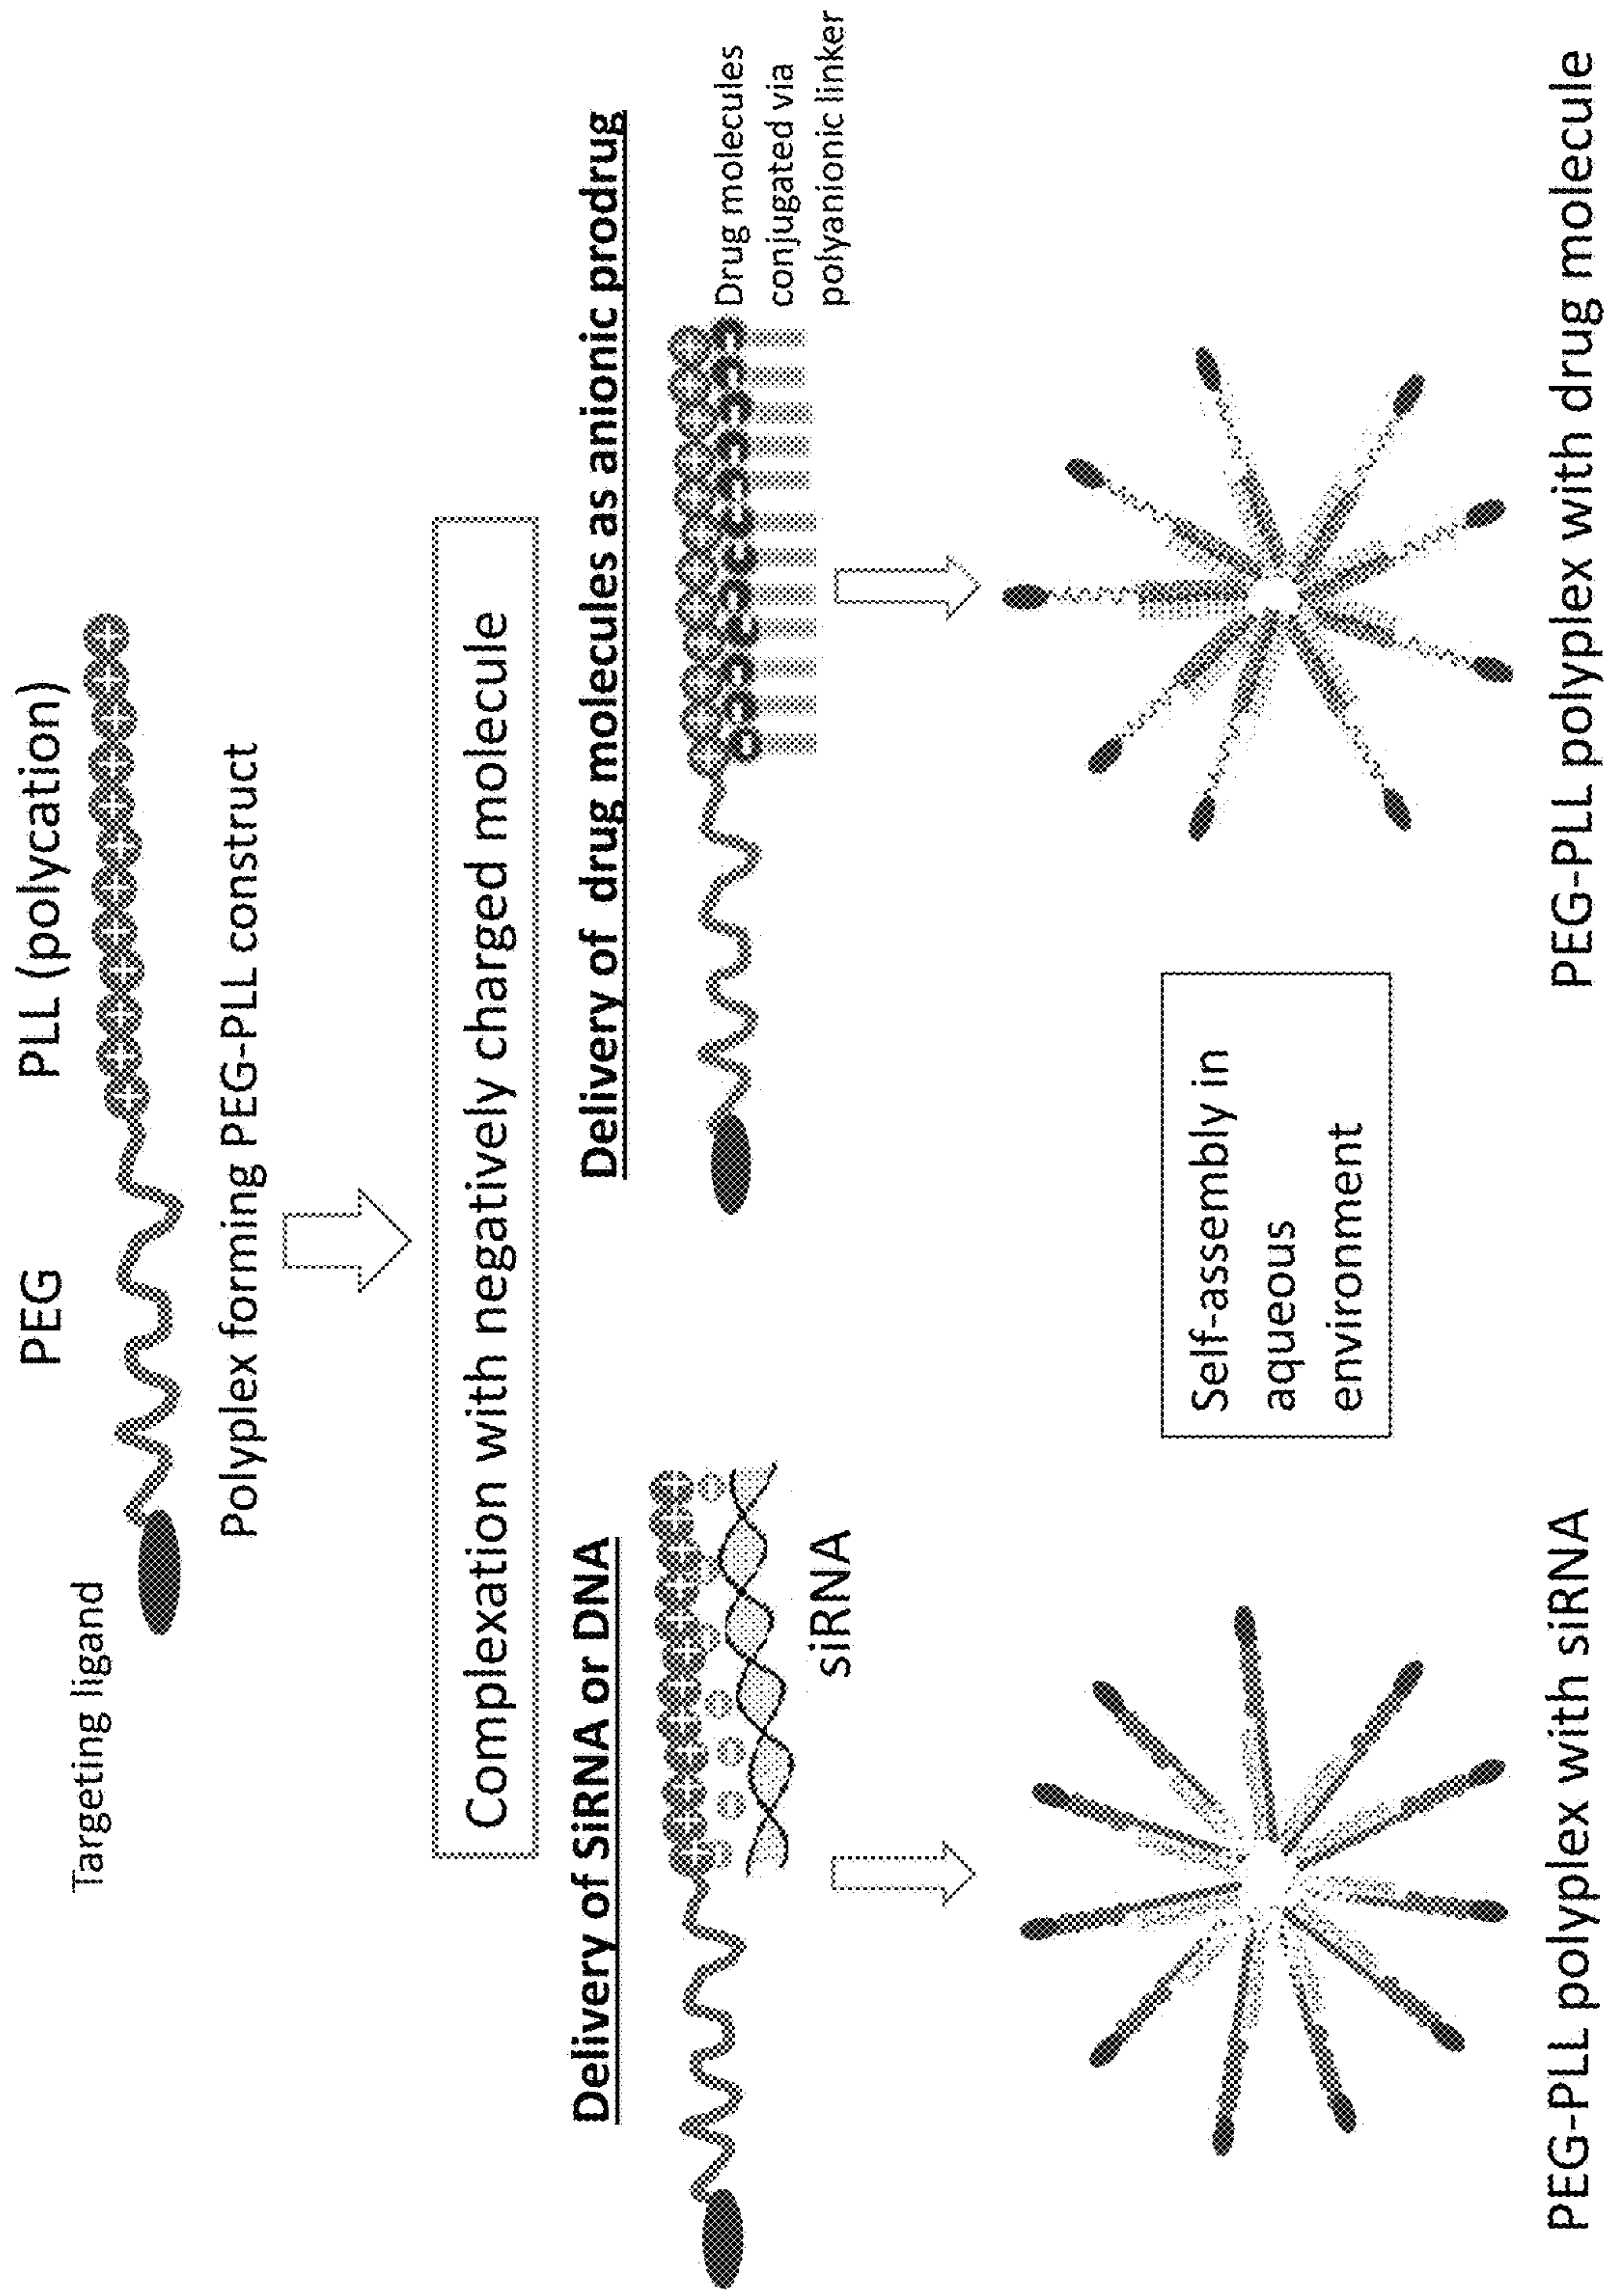 PEG
PLL (polycation)
Targeting ligand
Polyplex forming PEG-PLL construct
Complexation with negatively charged molecule
Delivery of SiRNA or DNA
siRNA
Delivery of drug molecules as anionic prodrug
Drug molecules
conjugated via
polyanionic linker
Self-assembly in
aqueous
environment
PEG-PLL polyplex with siRNA
PEG-PLL polyplex with drug molecule